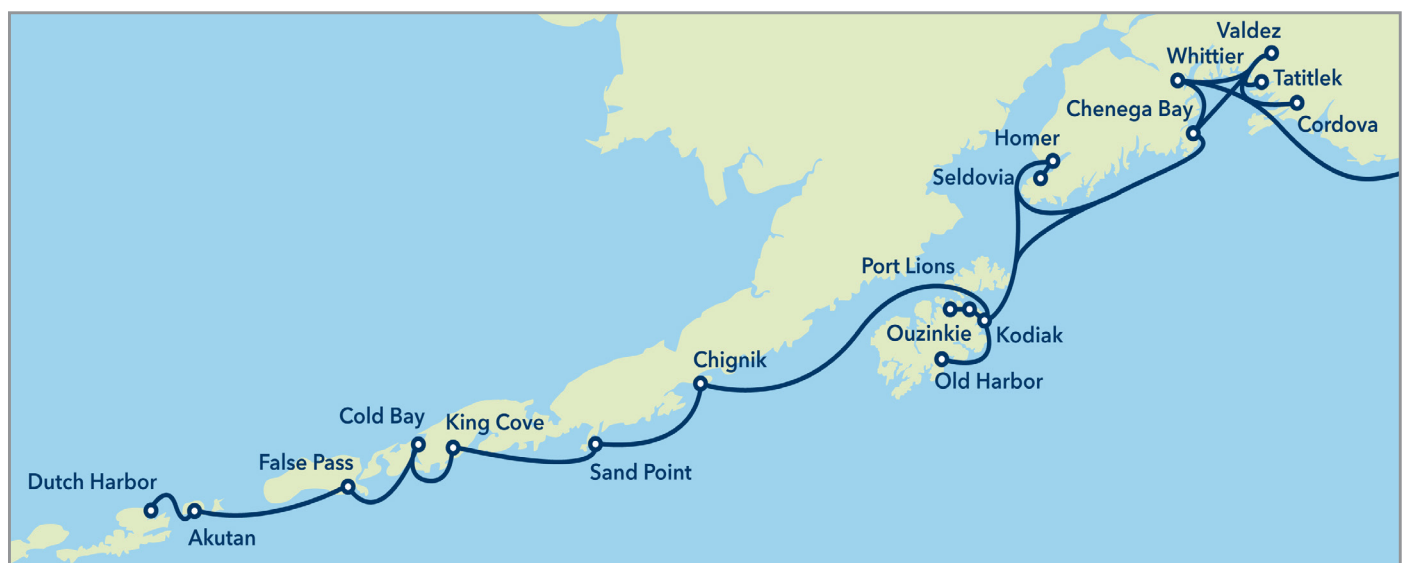 Valdez
Whittier
Tatitlek
Chenega Bay
Cordova
Homer
Seldovia
Port Lions
Ouzinkie
Kodiak
Chignik
Old Harbor
Cold Bay
King Cove
False Pass
Sand Point
Dutch Harbor
Akutan